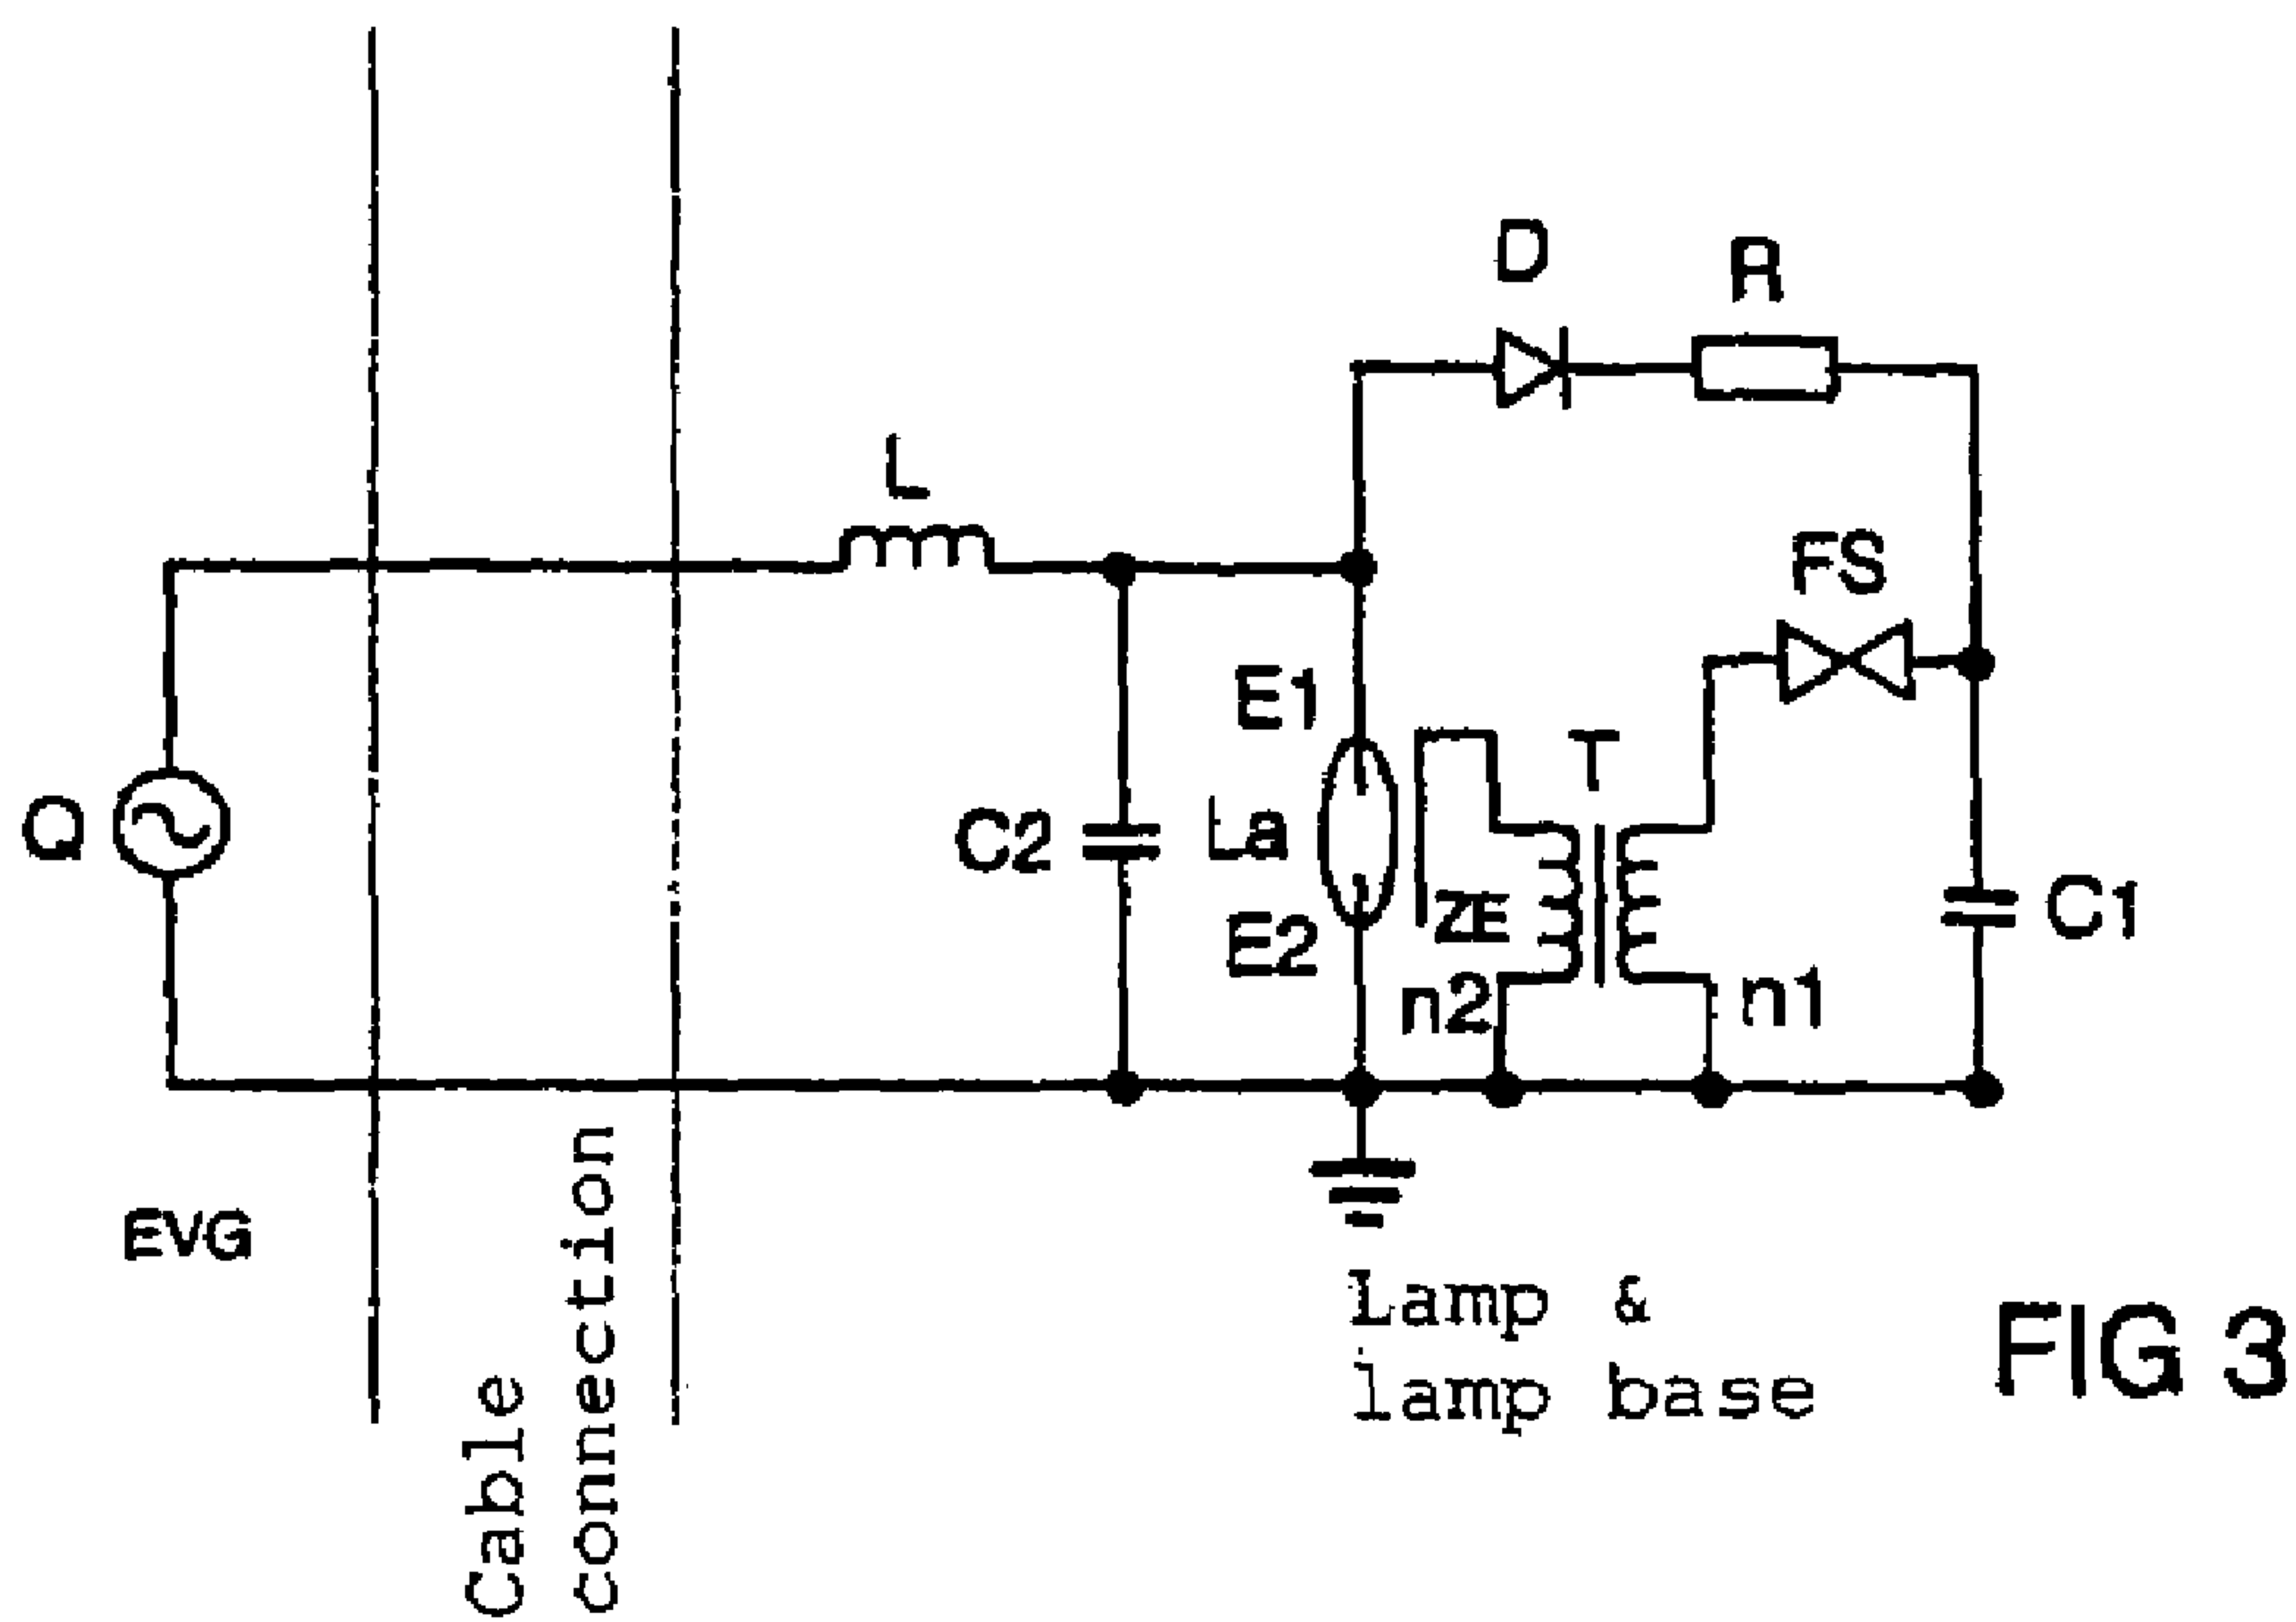 D
R
L
FS
E1
T
Q
C2
La
ZE
C1
E2
n2
n1
EVG
Cable
connection
Lamp &
lamp base
FIG 3